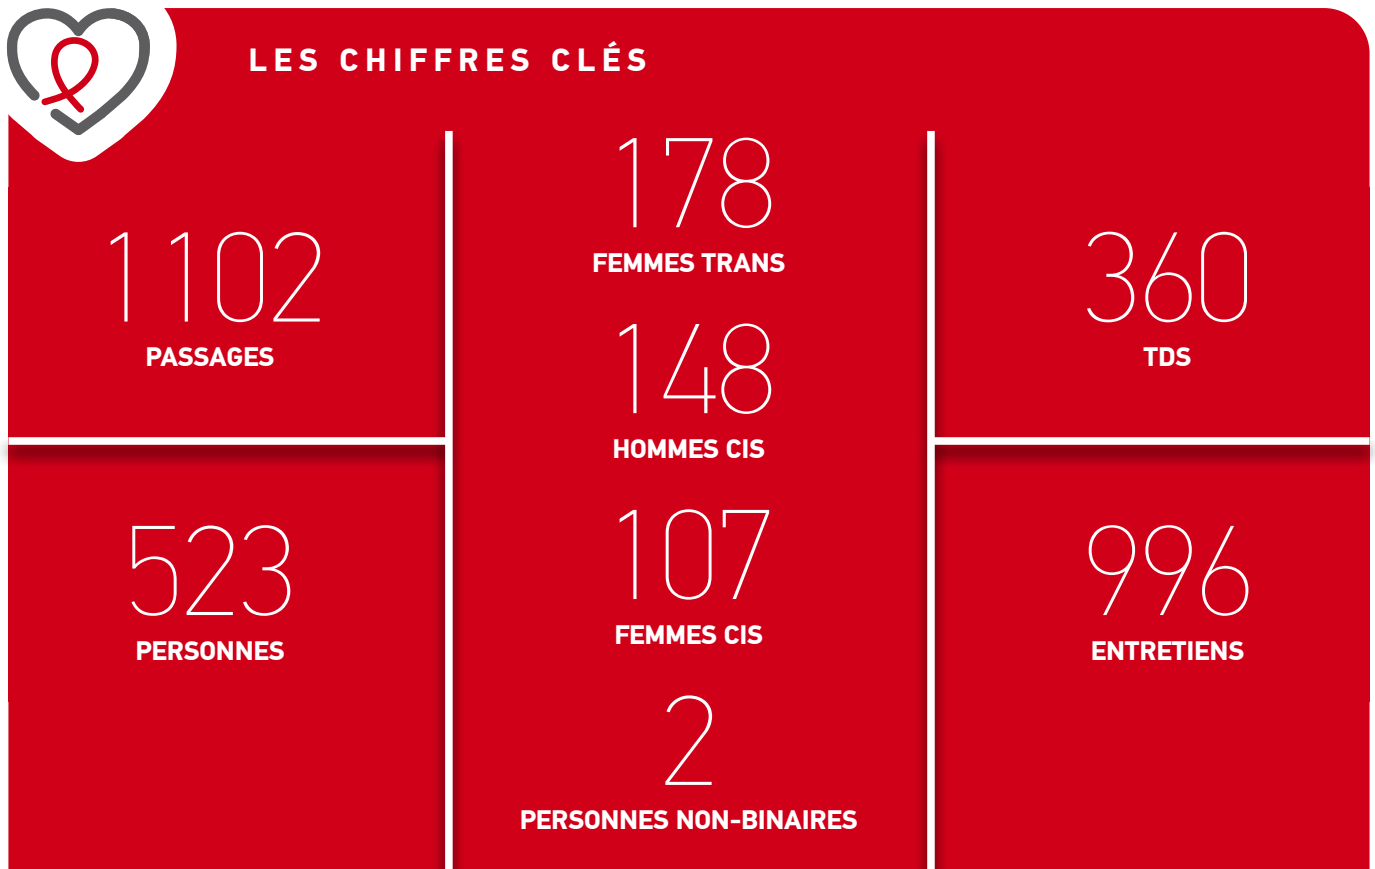 LES CHIFFRES CLÉS
1102
PASSAGES
523
PERSONNES
178
FEMMES TRANS
148
HOMMES CIS
107
FEMMES CIS
2
PERSONNES NON-BINAIRES
360
TDS
996
ENTRETIENS